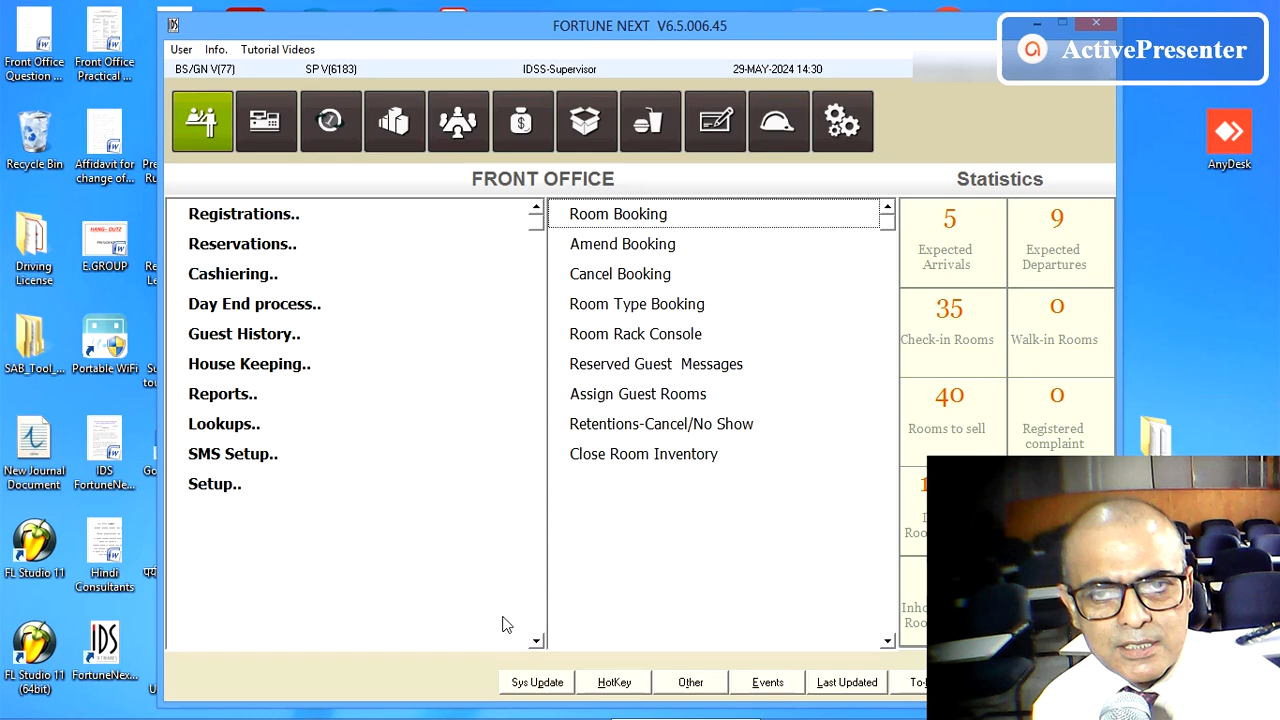 FORTUNE NEXT V6.5.006.45
ActivePresenter
User Info. Tutorial Videos
BS/GN V(77) SP V(6183) IDSS-Supervisor 29-MAY-2024 14:30
FRONT OFFICE
Statistics
Registrations..
Reservations..
Cashiering..
Day End process..
Guest History..
House Keeping..
Reports..
Lookups..
SMS Setup..
Setup..
Room Booking
Amend Booking
Cancel Booking
Room Type Booking
Room Rack Console
Reserved Guest Messages
Assign Guest Rooms
Retentions-Cancel/No Show
Close Room Inventory
5
Expected
Arrivals
9
Expected
Departures
35
Check-in Rooms
0
Walk-in Rooms
40
Rooms to sell
0
Registered
complaint
Sys Update HotKey Other Events Last Updated
Front Office
Question ...
Front Office
Practical ...
Recycle Bin
Affidavit for
change of...
Driving
License
E.GROUP
SAB_Tool_...
Portable WiFi
New Journal
Document
IDS
FortuneNe...
FL Studio 11
Hindi
Consultants
FL Studio 11
(64bit)
IDS
FortuneNex...
AnyDesk